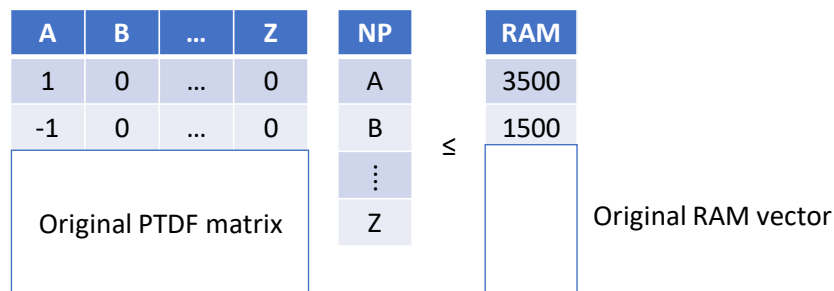 A B ... Z NP RAM
1 0 ... 0 A 3500
-1 0 ... 0 B 1500
≤
⋮
Original PTDF matrix Z Original RAM vector